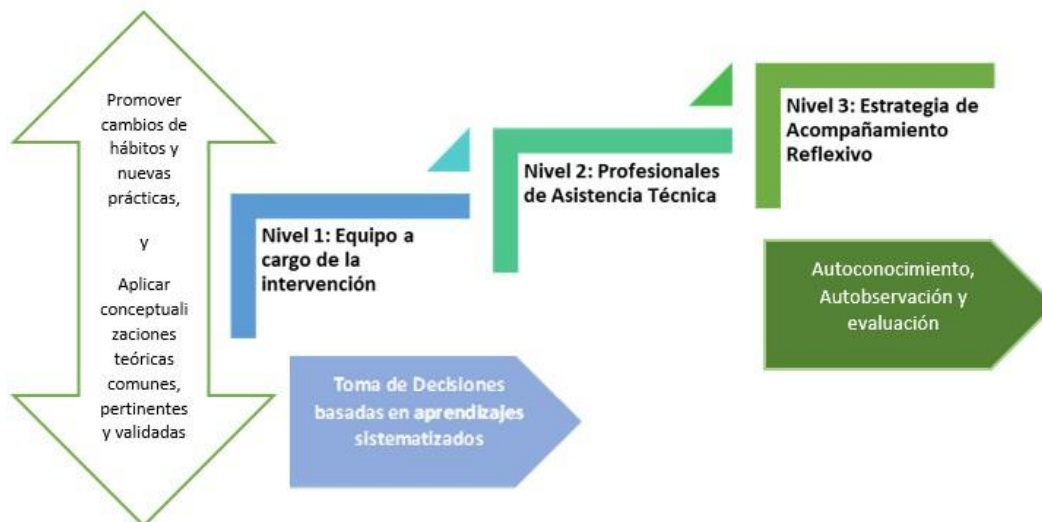 Promover
cambios de
hábitos y
nuevas
prácticas,
y
Aplicar
conceptuali
zaciones
teóricas
comunes,
pertinentes
y validadas
Nivel 1: Equipo a
cargo de la
intervención
Toma de Decisiones
basadas en aprendizajes
sistematizados
Nivel 2: Profesionales
de Asistencia Técnica
Nivel 3: Estrategia de
Acompañamiento
Reflexivo
Autoconocimiento,
Autobservación y
evaluación